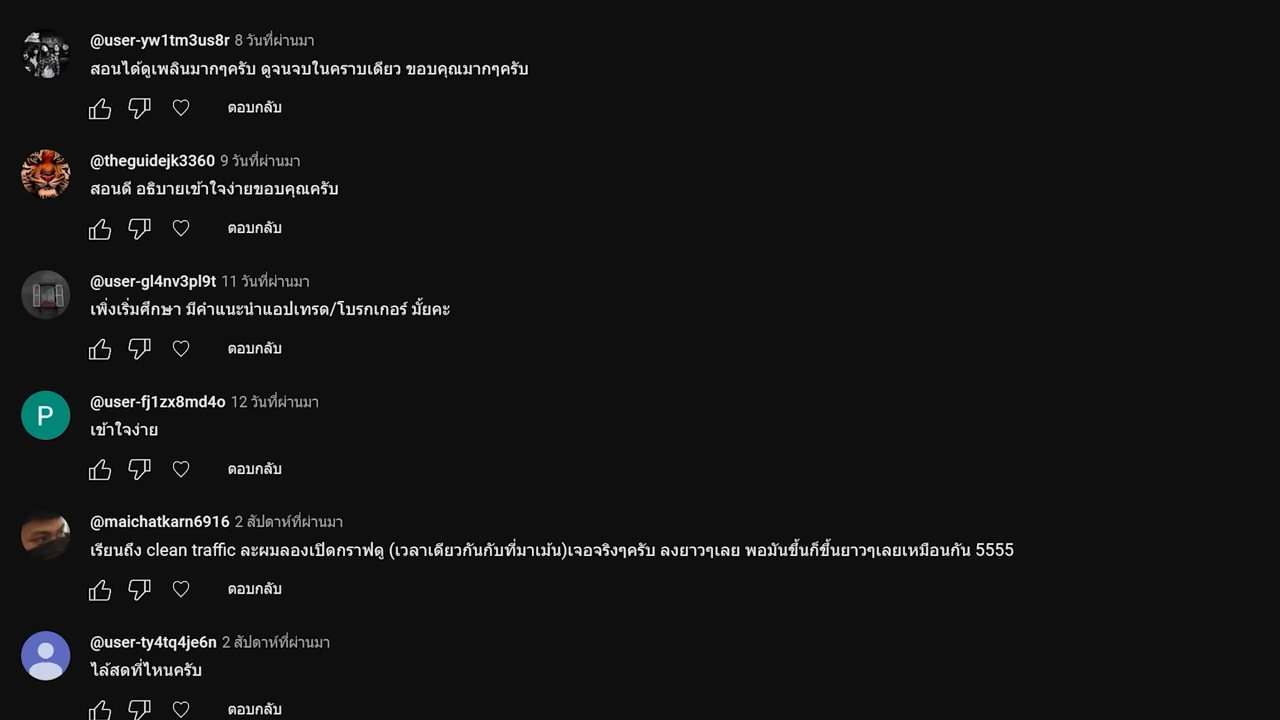 @user-yw1tm3us8r 8 วันที่ผ่านมา
สอนได้ดูเพลินมากๆครับ ดูจนจบในคราบเดียว ขอบคุณมากๆครับ
ตอบกลับ
@theguidejk3360 9 วันที่ผ่านมา
สอนดี อธิบายเข้าใจง่ายขอบคุณครับ
ตอบกลับ
@user-gl4nv3pl9t 11 วันที่ผ่านมา
เพิ่งเริ่มศึกษา มีคำแนะนำแอปเทรด/โบรกเกอร์ มั้ยคะ
ตอบกลับ
P
@user-fj1zx8md4o 12 วันที่ผ่านมา
เข้าใจง่าย
ตอบกลับ
@maichatkarn6916 2 สัปดาห์ที่ผ่านมา
เรียนถึง clean traffic ละผมลองเปิดกราฟดู (เวลาเดียวกันกับที่มาเม้น)เจอจริงๆครับ ลงยาวๆเลย พอมันขึ้นก็ขึ้นยาวๆเลยเหมือนกัน 5555
ตอบกลับ
@user-ty4tq4je6n 2 สัปดาห์ที่ผ่านมา
ไล้สดที่ไหนครับ
ตอบกลับ